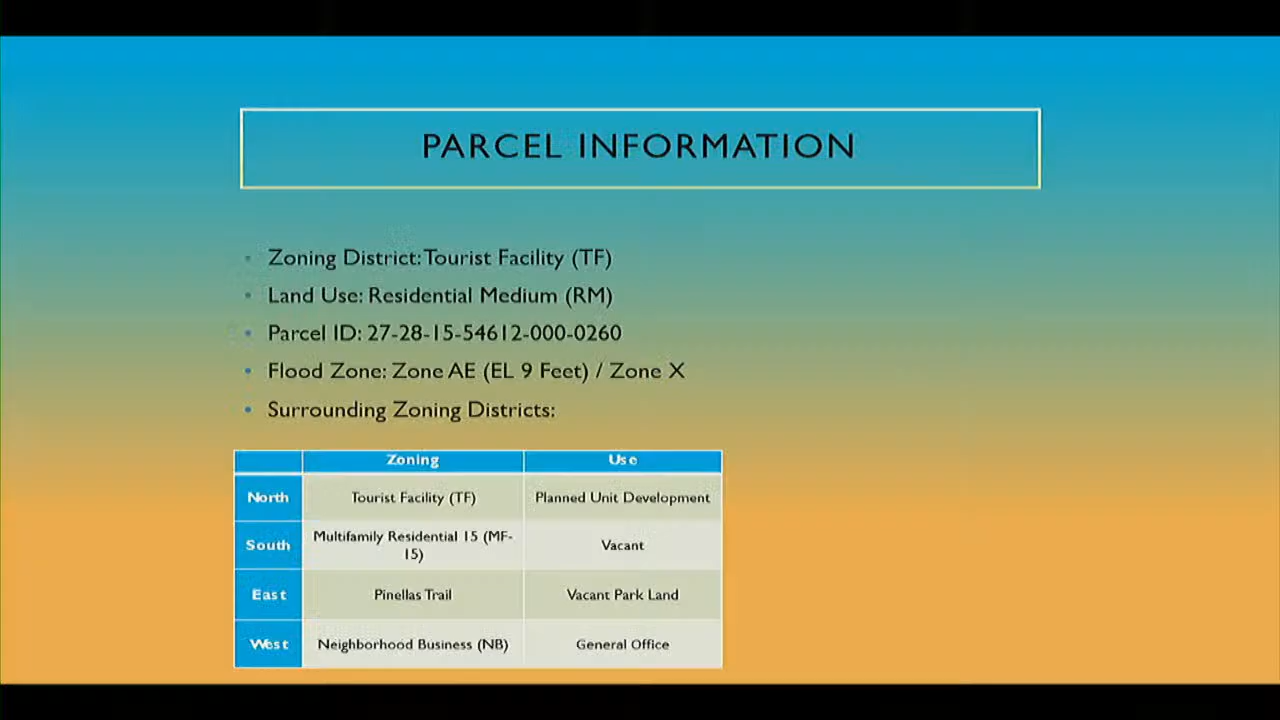 PARCEL INFORMATION
• Zoning District: Tourist Facility (TF)
• Land Use: Residential Medium (RM)
• Parcel ID: 27-28-15-54612-000-0260
• Flood Zone: Zone AE (EL 9 Feet) / Zone X
• Surrounding Zoning Districts:
Zoning Use
North Tourist Facility (TF) Planned Unit Development
South Multifamily Residential 15 (MF-
15) Vacant
East Pinellas Trail Vacant Park Land
West Neighborhood Business (NB) General Office